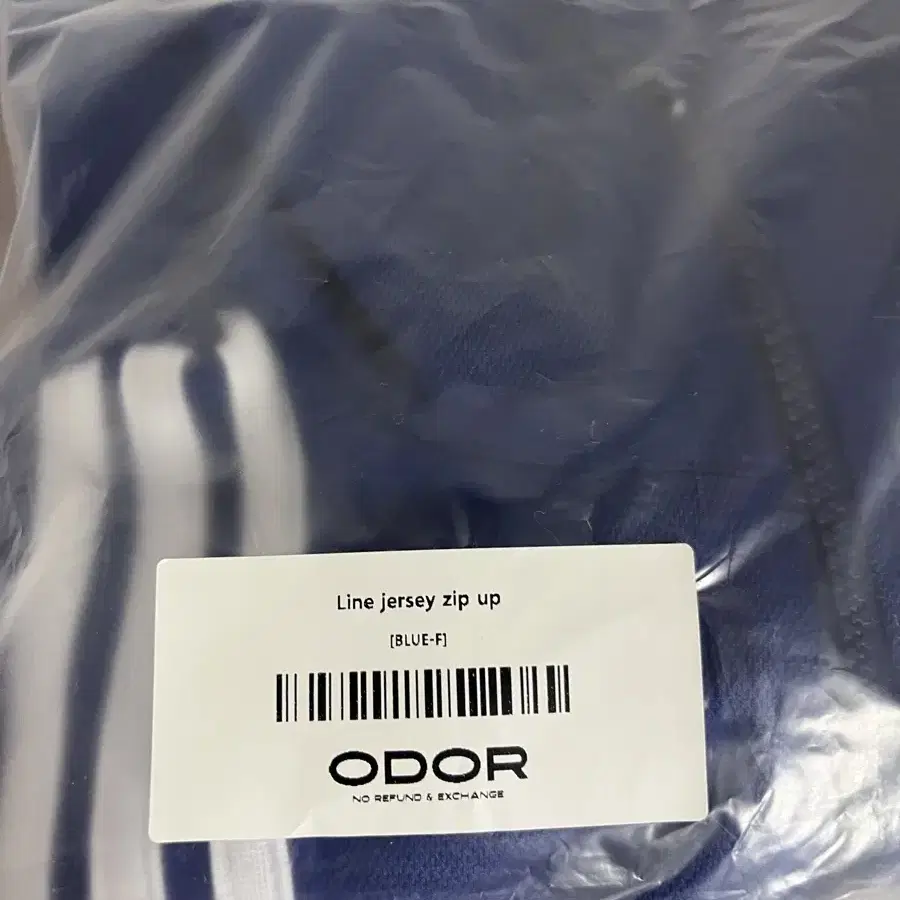 Line jersey zip up
[BLUE-F]
ODOR
NO REFUND & EXCHANGE